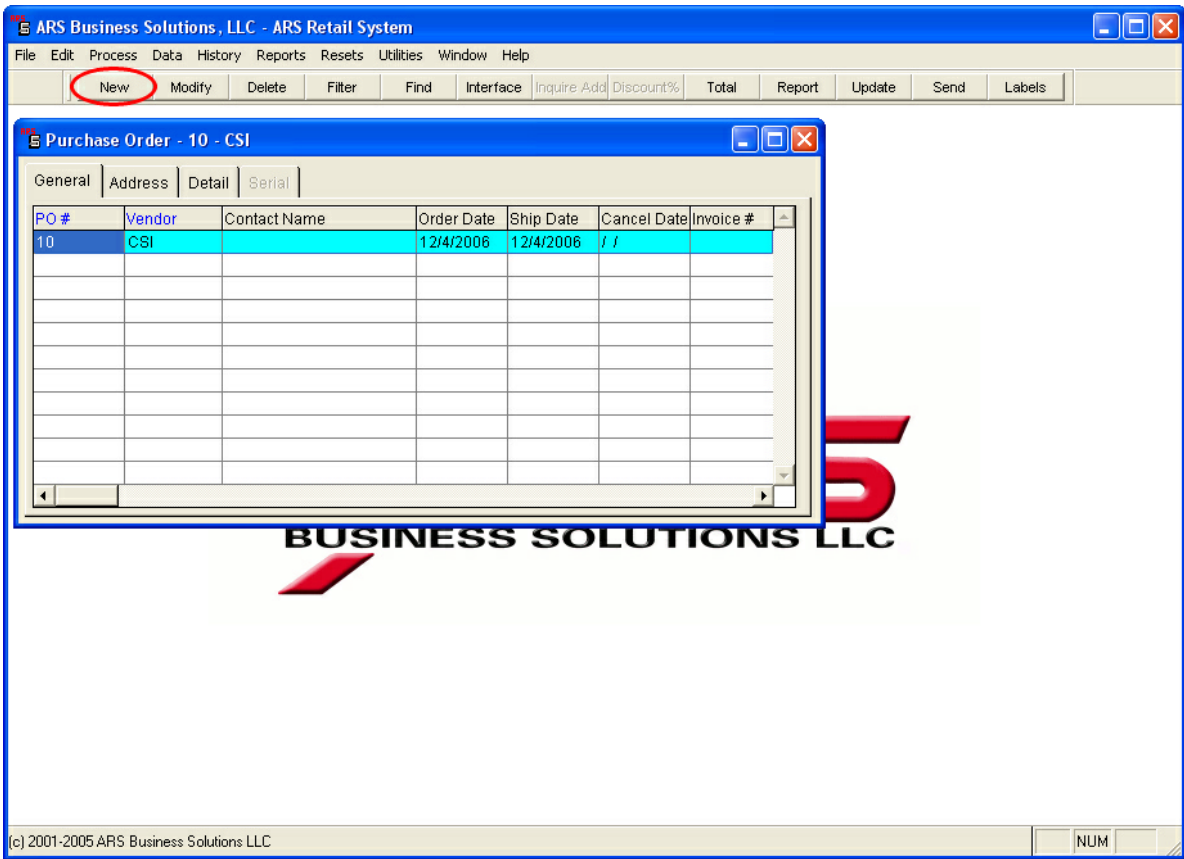 ARS Business Solutions, LLC - ARS Retail System
File Edit Process Data History Reports Resets Utilities Window Help
New Modify Delete Filter Find Interface Inquire Add Discount% Total Report Update Send Labels
Purchase Order - 10 - CSI
General Address Detail Serial
PO # Vendor Contact Name Order Date Ship Date Cancel Date Invoice #
10 CSI 12/4/2006 12/4/2006 / /
BUSINESS SOLUTIONS LLC
(c) 2001-2005 ARS Business Solutions LLC NUM